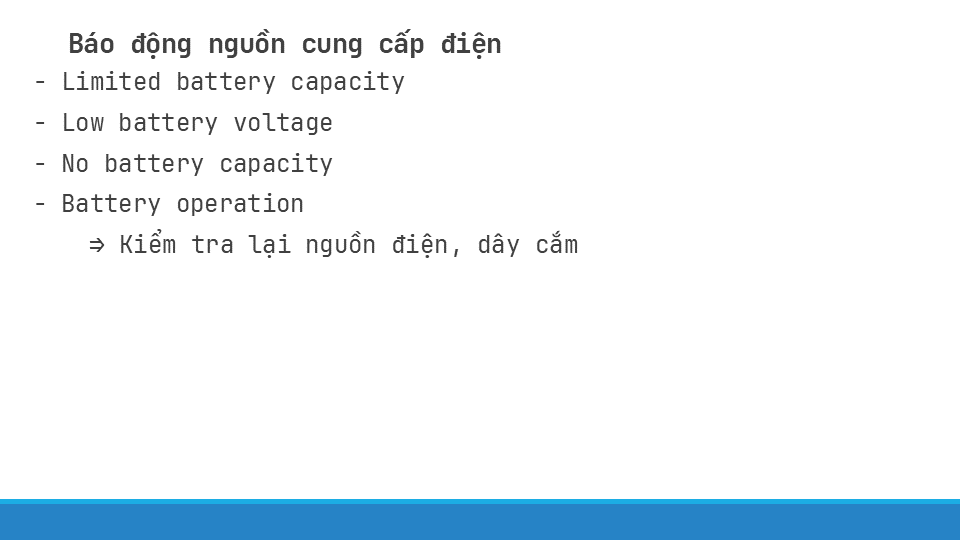 Báo động nguồn cung cấp điện
- Limited battery capacity
- Low battery voltage
- No battery capacity
- Battery operation
⇒ Kiểm tra lại nguồn điện, dây cắm